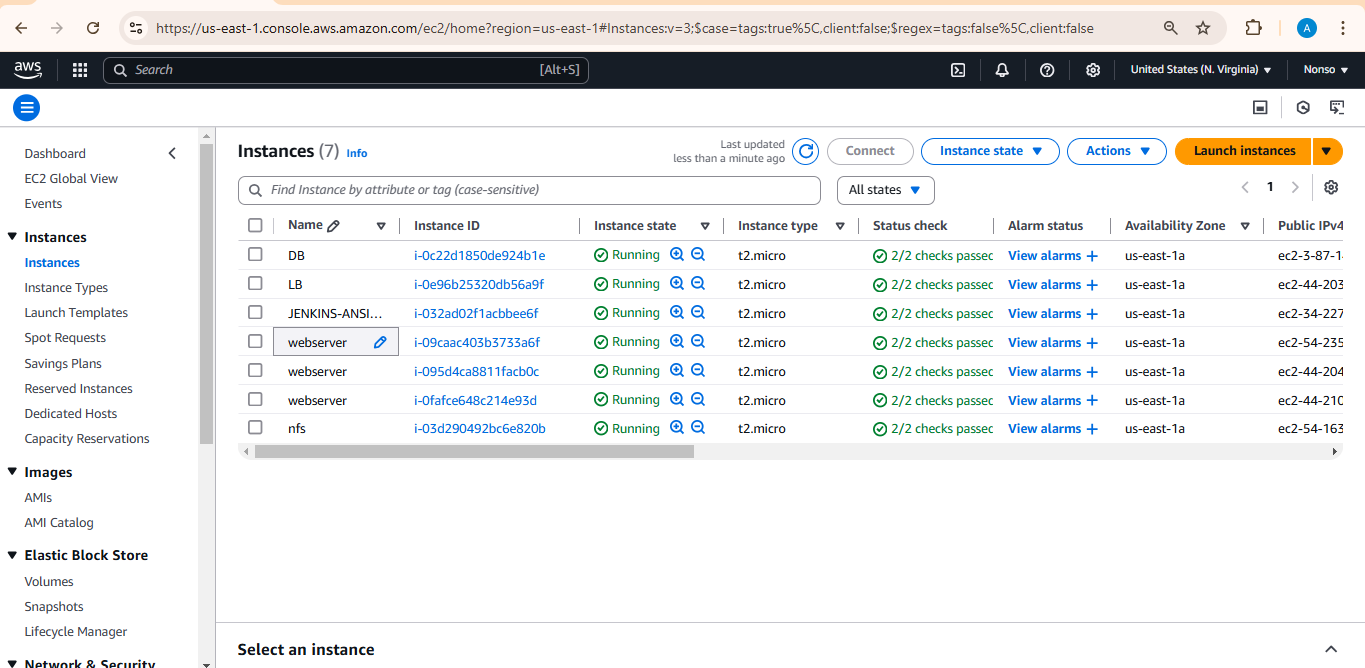 https://us-east-1.console.aws.amazon.com/ec2/home?region=us-east-1#Instances:v=3;$case=tags:true%5C,client:false;$regex=tags:false%5C,client:false
A
aws
Search
[Alt+S]
United States (N. Virginia)
Nonso
Dashboard
EC2 Global View
Events
Instances
Instances
Instance Types
Launch Templates
Spot Requests
Savings Plans
Reserved Instances
Dedicated Hosts
Capacity Reservations
Images
AMIs
AMI Catalog
Elastic Block Store
Volumes
Snapshots
Lifecycle Manager
Network & Security
Instances (7) Info
Last updated
less than a minute ago
Connect
Instance state
Actions
Launch instances
Find Instance by attribute or tag (case-sensitive)
All states
1
Name Instance ID Instance state Instance type Status check Alarm status Availability Zone Public IPv4
DB i-0c22d1850de924b1e Running t2.micro 2/2 checks passec View alarms + us-east-1a ec2-3-87-1
LB i-0e96b25320db56a9f Running t2.micro 2/2 checks passec View alarms + us-east-1a ec2-44-203
JENKINS-ANSI... i-032ad02f1acbbee6f Running t2.micro 2/2 checks passec View alarms + us-east-1a ec2-34-227
webserver i-09caac403b3733a6f Running t2.micro 2/2 checks passec View alarms + us-east-1a ec2-54-235
webserver i-095d4ca8811facb0c Running t2.micro 2/2 checks passec View alarms + us-east-1a ec2-44-204
webserver i-0fafce648c214e93d Running t2.micro 2/2 checks passec View alarms + us-east-1a ec2-44-210
nfs i-03d290492bc6e820b Running t2.micro 2/2 checks passec View alarms + us-east-1a ec2-54-163
Select an instance